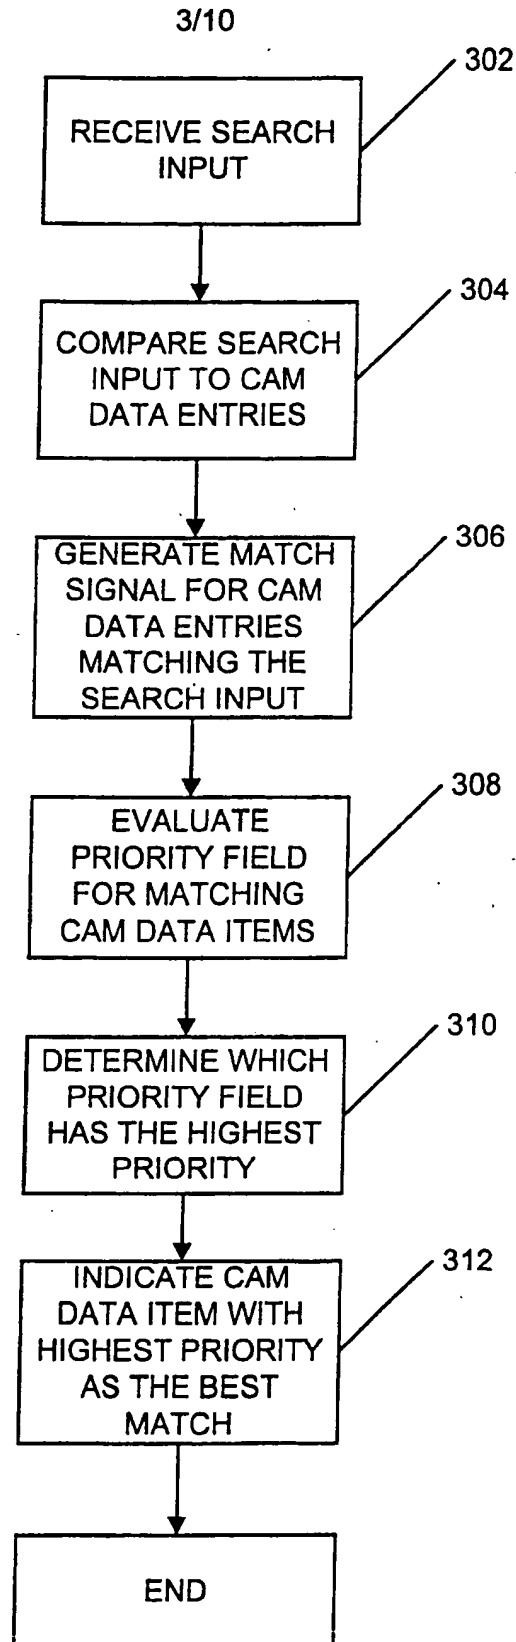 3/10
302
RECEIVE SEARCH
INPUT
304
COMPARE SEARCH
INPUT TO CAM
DATA ENTRIES
306
GENERATE MATCH
SIGNAL FOR CAM
DATA ENTRIES
MATCHING THE
SEARCH INPUT
308
EVALUATE
PRIORITY FIELD
FOR MATCHING
CAM DATA ITEMS
310
DETERMINE WHICH
PRIORITY FIELD
HAS THE HIGHEST
PRIORITY
312
INDICATE CAM
DATA ITEM WITH
HIGHEST PRIORITY
AS THE BEST
MATCH
END